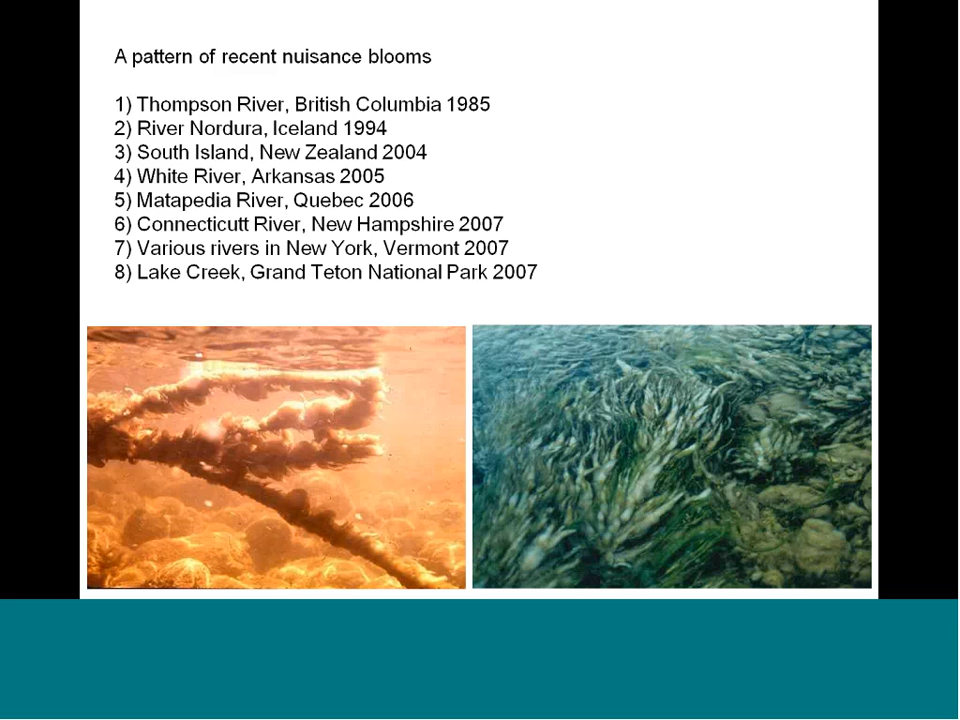 A pattern of recent nuisance blooms
1) Thompson River, British Columbia 1985
2) River Nordura, Iceland 1994
3) South Island, New Zealand 2004
4) White River, Arkansas 2005
5) Matapedia River, Quebec 2006
6) Connecticutt River, New Hampshire 2007
7) Various rivers in New York, Vermont 2007
8) Lake Creek, Grand Teton National Park 2007